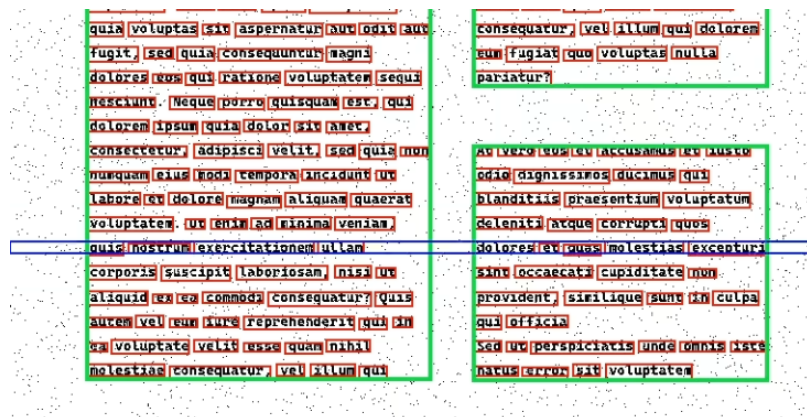 quia voluptas sit aspernatur aut odit aut
fugit, sed quia consequuntur magni
dolores eos qui ratione voluptatem sequi
nesciunt. Neque porro quisquam est, qui
dolorem ipsum quia dolor sit amet,
consectetur, adipisci velit, sed quia non
numquam eius modi tempora incidunt ut
labore et dolore magnam aliquam quaerat
voluptatem. Ut enim ad minima veniam,
quis nostrum exercitationem ullam
corporis suscipit laboriosam, nisi ut
aliquid ex ea commodi consequatur? Quis
autem vel eum iure reprehenderit qui in
ea voluptate velit esse quam nihil
molestiae consequatur, vel illum qui
consequatur, vel illum qui dolorem
eum fugiat quo voluptas nulla
pariatur?
At vero eos et accusamus et iusto
odio dignissimos ducimus qui
blanditiis praesentium voluptatum
deleniti atque corrupti quos
dolores et quas molestias excepturi
sint occaecati cupiditate non
provident, similique sunt in culpa
qui officia
Sed ut perspiciatis unde omnis iste
natus error sit voluptatem